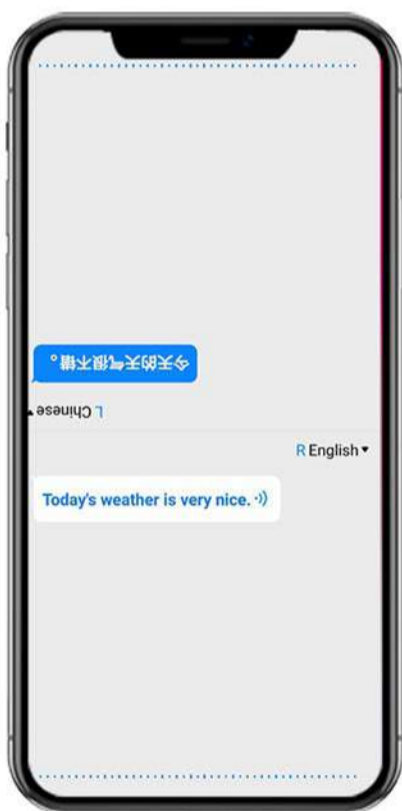 今天的天气很不错。
L Chinese
R English
Today's weather is very nice.